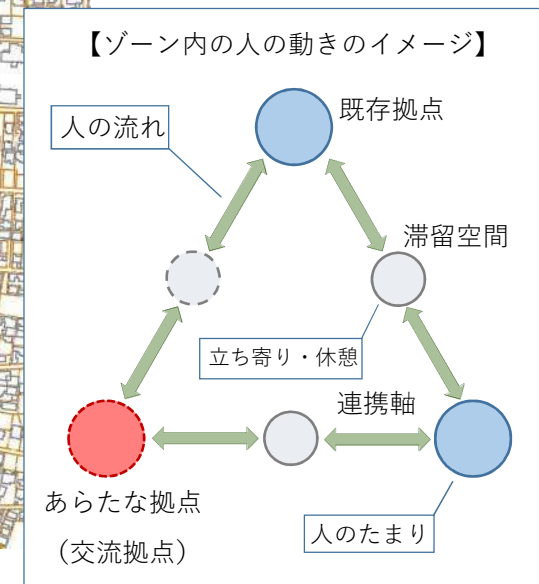 【ゾーン内の人の動きのイメージ】
既存拠点
人の流れ
滞留空間
立ち寄り・休憩
連携軸
あらたな拠点
（交流拠点）
人のたまり